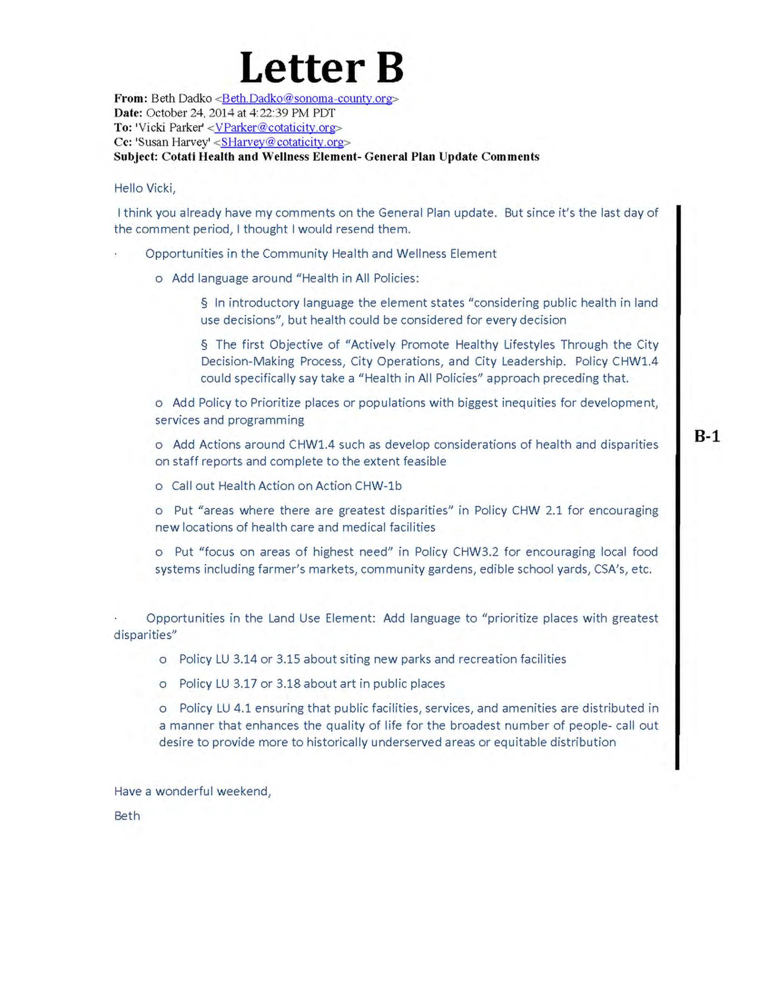 Letter B
From: Beth Dadko <Beth.Dadko@sonoma-county.org>
Date: October 24, 2014 at 4:22:39 PM PDT
To: 'Vicki Parker' <VParker@cotaticity.org>
Cc: 'Susan Harvey' <SHarvey@cotaticity.org>
Subject: Cotati Health and Wellness Element- General Plan Update Comments
Hello Vicki,
I think you already have my comments on the General Plan update.  But since it's the last day of
the comment period, I thought I would resend them.
· Opportunities in the Community Health and Wellness Element
o Add language around “Health in All Policies:
§ In introductory language the element states “considering public health in land
use decisions”, but health could be considered for every decision
§ The first Objective of “Actively Promote Healthy Lifestyles Through the City
Decision-Making Process, City Operations, and City Leadership.  Policy CHW1.4
could specifically say take a “Health in All Policies” approach preceding that.
o Add Policy to Prioritize places or populations with biggest inequities for development,
services and programming
o Add Actions around CHW1.4 such as develop considerations of health and disparities
on staff reports and complete to the extent feasible
o Call out Health Action on Action CHW-1b
B-1
o Put “areas where there are greatest disparities” in Policy CHW 2.1 for encouraging
new locations of health care and medical facilities
o Put “focus on areas of highest need” in Policy CHW3.2 for encouraging local food
systems including farmer's markets, community gardens, edible school yards, CSA's, etc.
· Opportunities in the Land Use Element:  Add language to “prioritize places with greatest
disparities”
o Policy LU 3.14 or 3.15 about siting new parks and recreation facilities
o Policy LU 3.17 or 3.18 about art in public places
o Policy LU 4.1 ensuring that public facilities, services, and amenities are distributed in
a manner that enhances the quality of life for the broadest number of people- call out
desire to provide more to historically underserved areas or equitable distribution
Have a wonderful weekend,
Beth